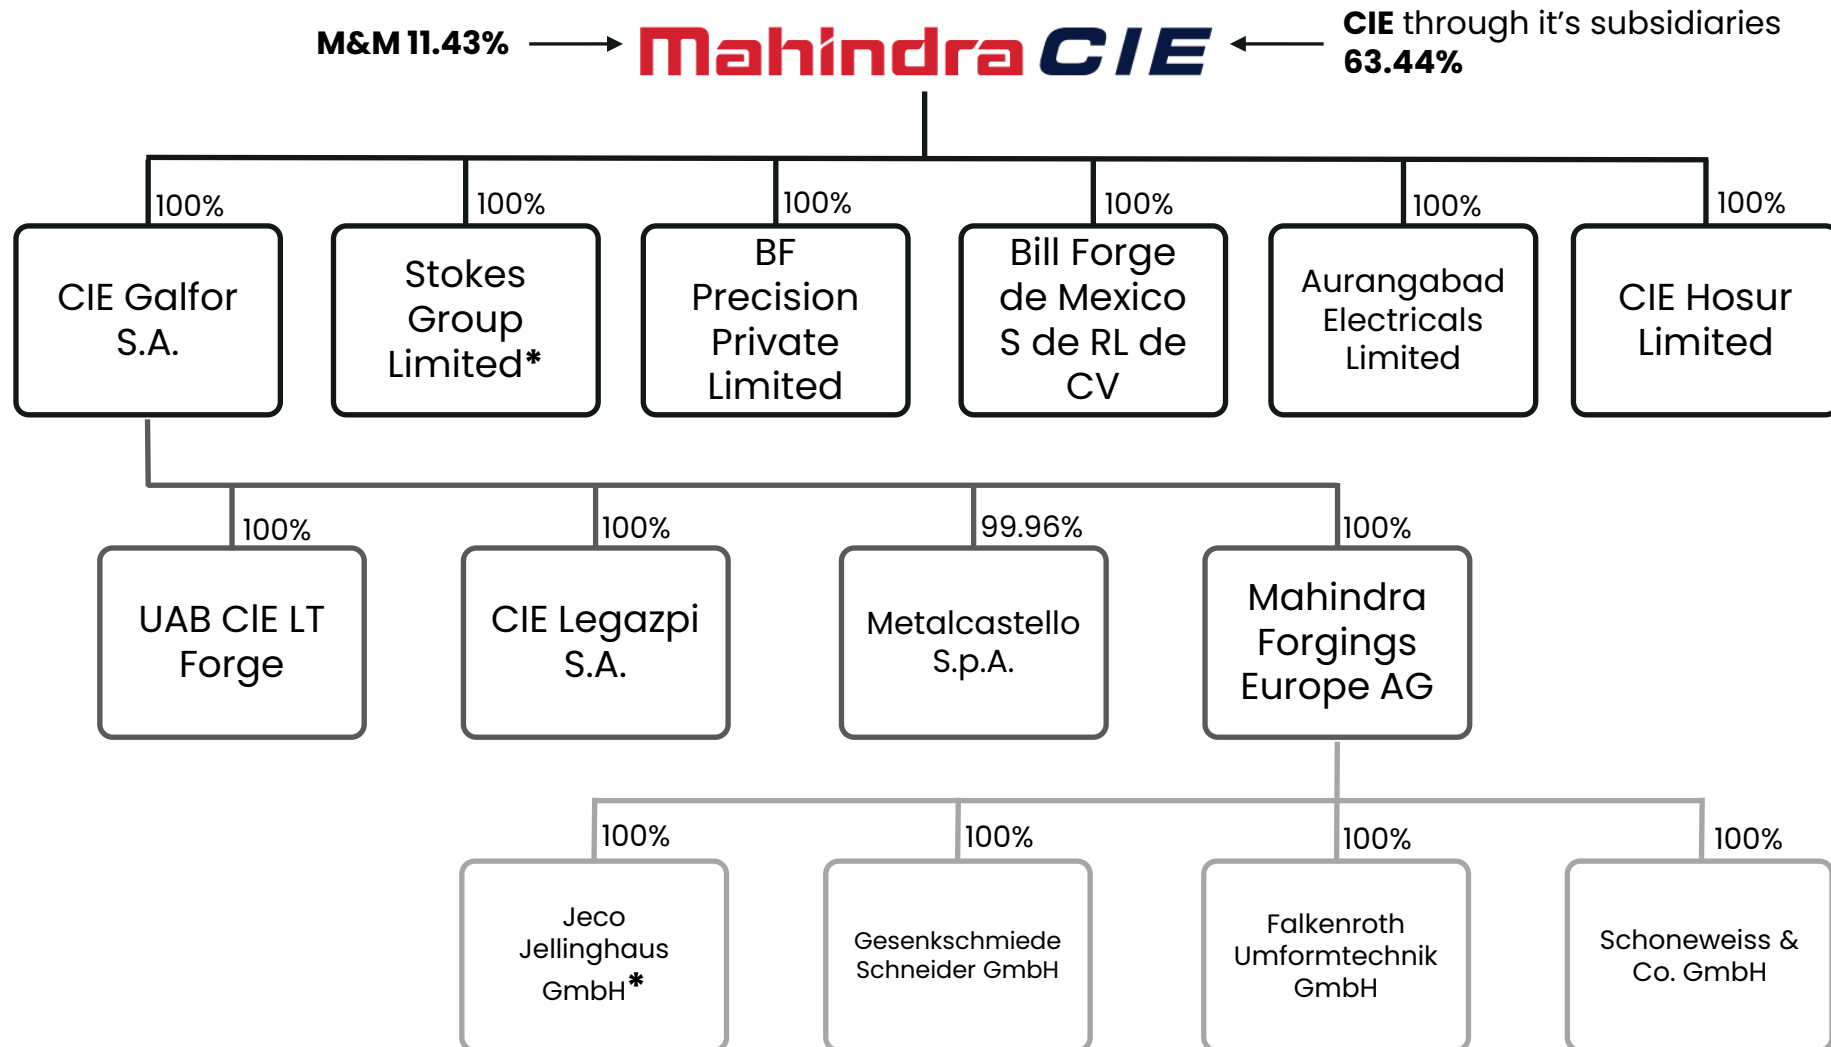 M&M 11.43%
Mahindra CIE
CIE through it's subsidiaries
63.44%
100%
100%
100%
100%
100%
100%
CIE Galfor
S.A.
Stokes
Group
Limited*
BF
Precision
Private
Limited
Bill Forge
de Mexico
S de RL de
CV
Aurangabad
Electricals
Limited
CIE Hosur
Limited
100%
100%
99.96%
100%
UAB CIE LT
Forge
CIE Legazpi
S.A.
Metalcastello
S.p.A.
Mahindra
Forgings
Europe AG
100%
100%
100%
100%
Jeco
Jellinghaus
GmbH*
Gesenkschmiede
Schneider GmbH
Falkenroth
Umformtechnik
GmbH
Schoneweiss &
Co. GmbH